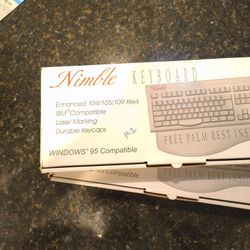 Nimble KEYBOARD
Enhanced 104/105/109 Keys
IBM® Compatible
Laser Marking
Durable Keycaps
FREE PALM REST IN
WINDOWS® 95 Compatible